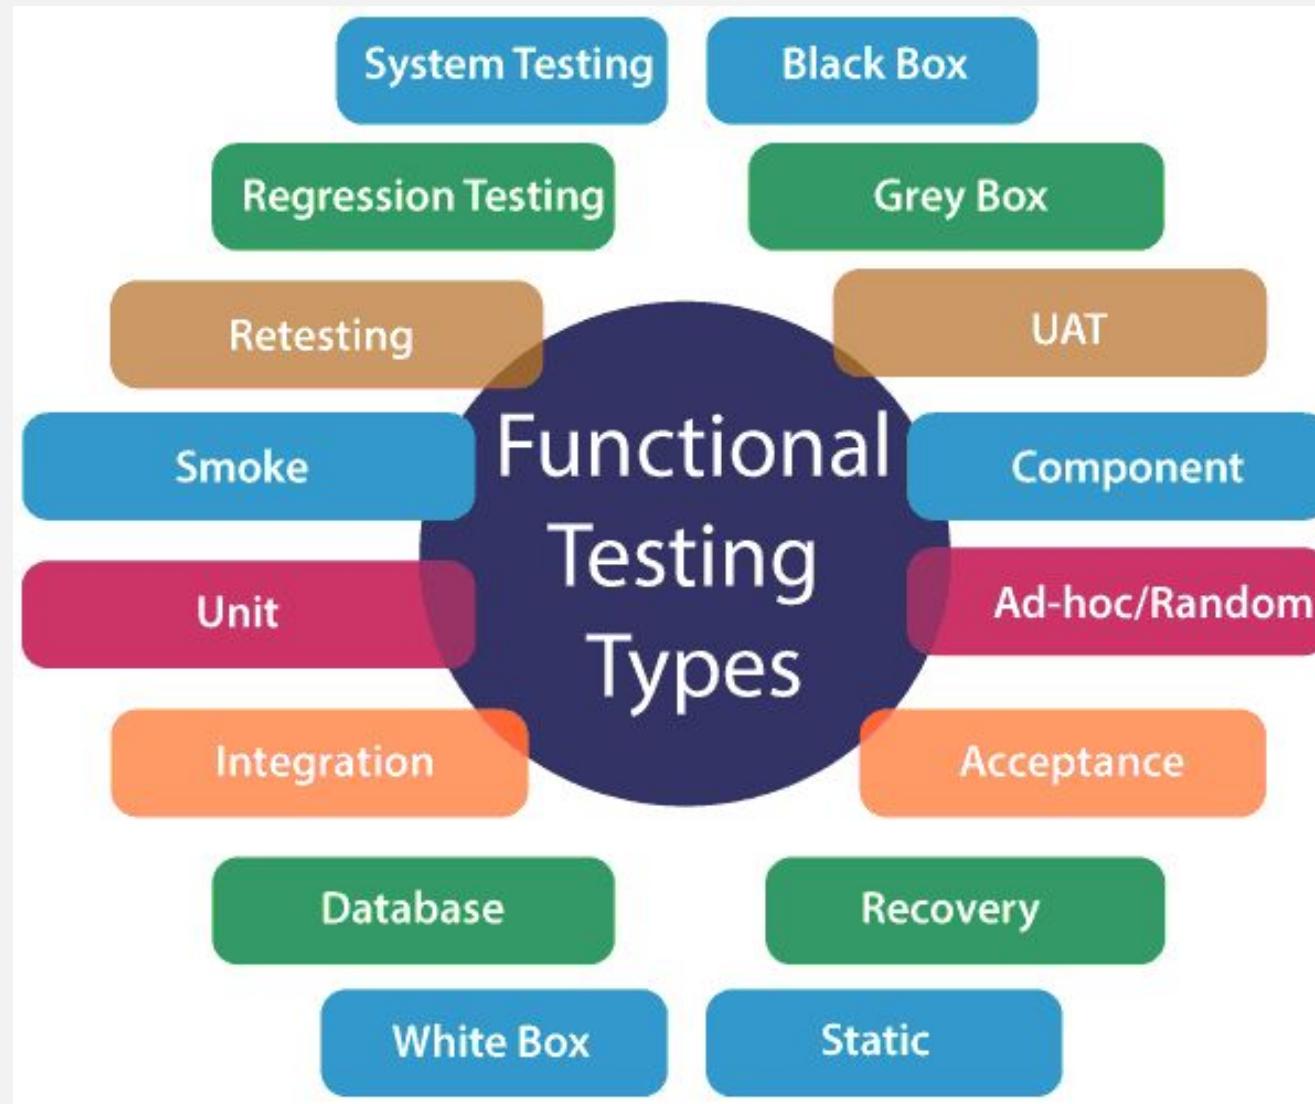 System Testing
Black Box
Regression Testing
Grey Box
Retesting
UAT
Smoke
Functional
Component
Testing
Unit
Ad-hoc/Random
Types
Integration
Acceptance
Database
Recovery
White Box
Static